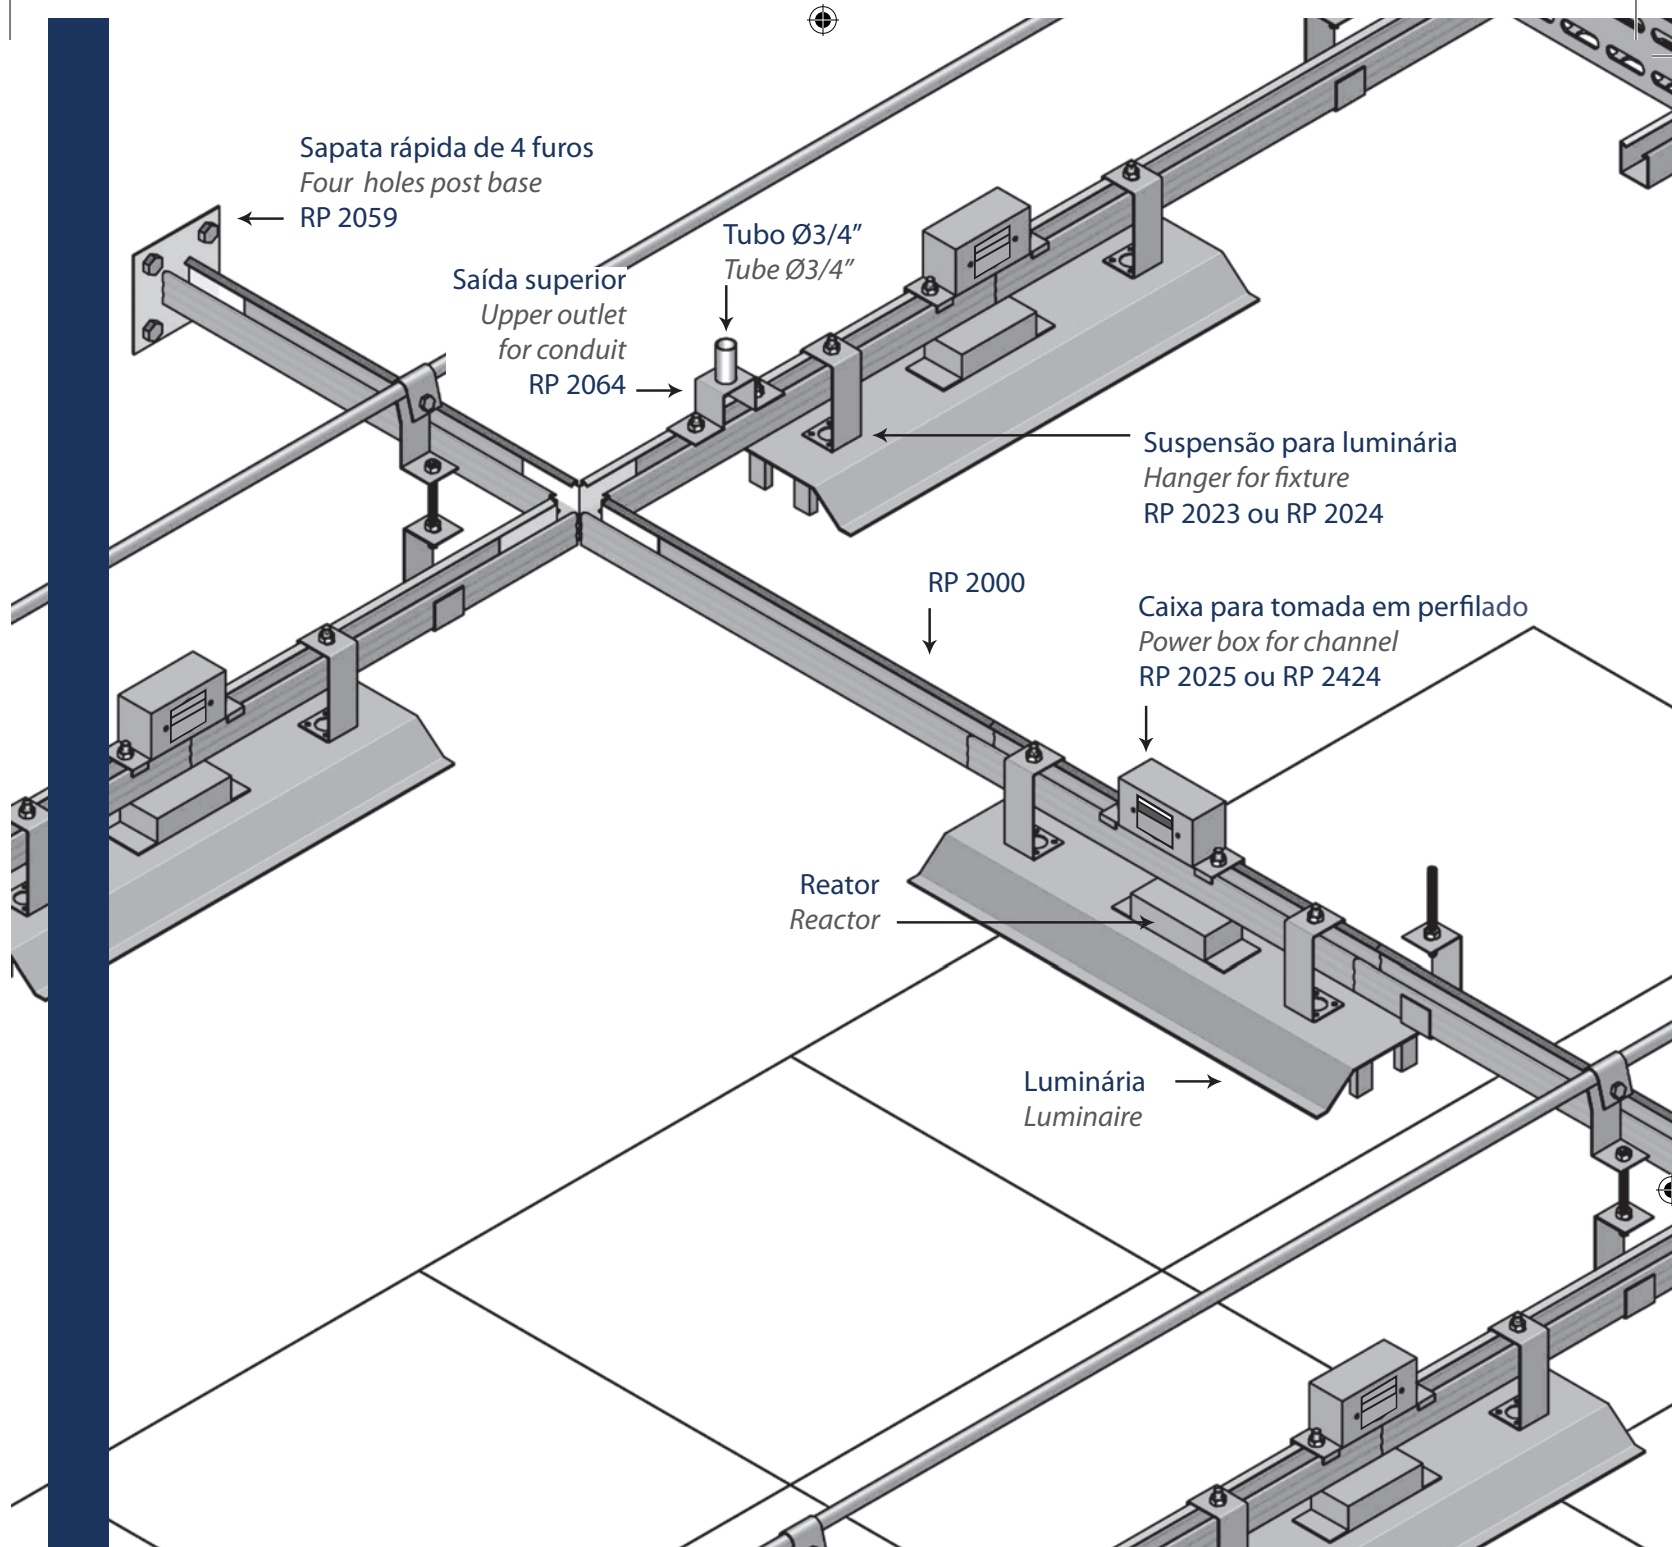 Sapata rápida de 4 furos
Four holes post base
RP 2059
Tubo Ø3/4”
Tube Ø3/4”
Saída superior
Upper outlet
for conduit
RP 2064
Suspensão para luminária
Hanger for fixture
RP 2023 ou RP 2024
RP 2000
Caixa para tomada em perfilado
Power box for channel
RP 2025 ou RP 2424
Reator
Reactor
Luminária
Luminaire